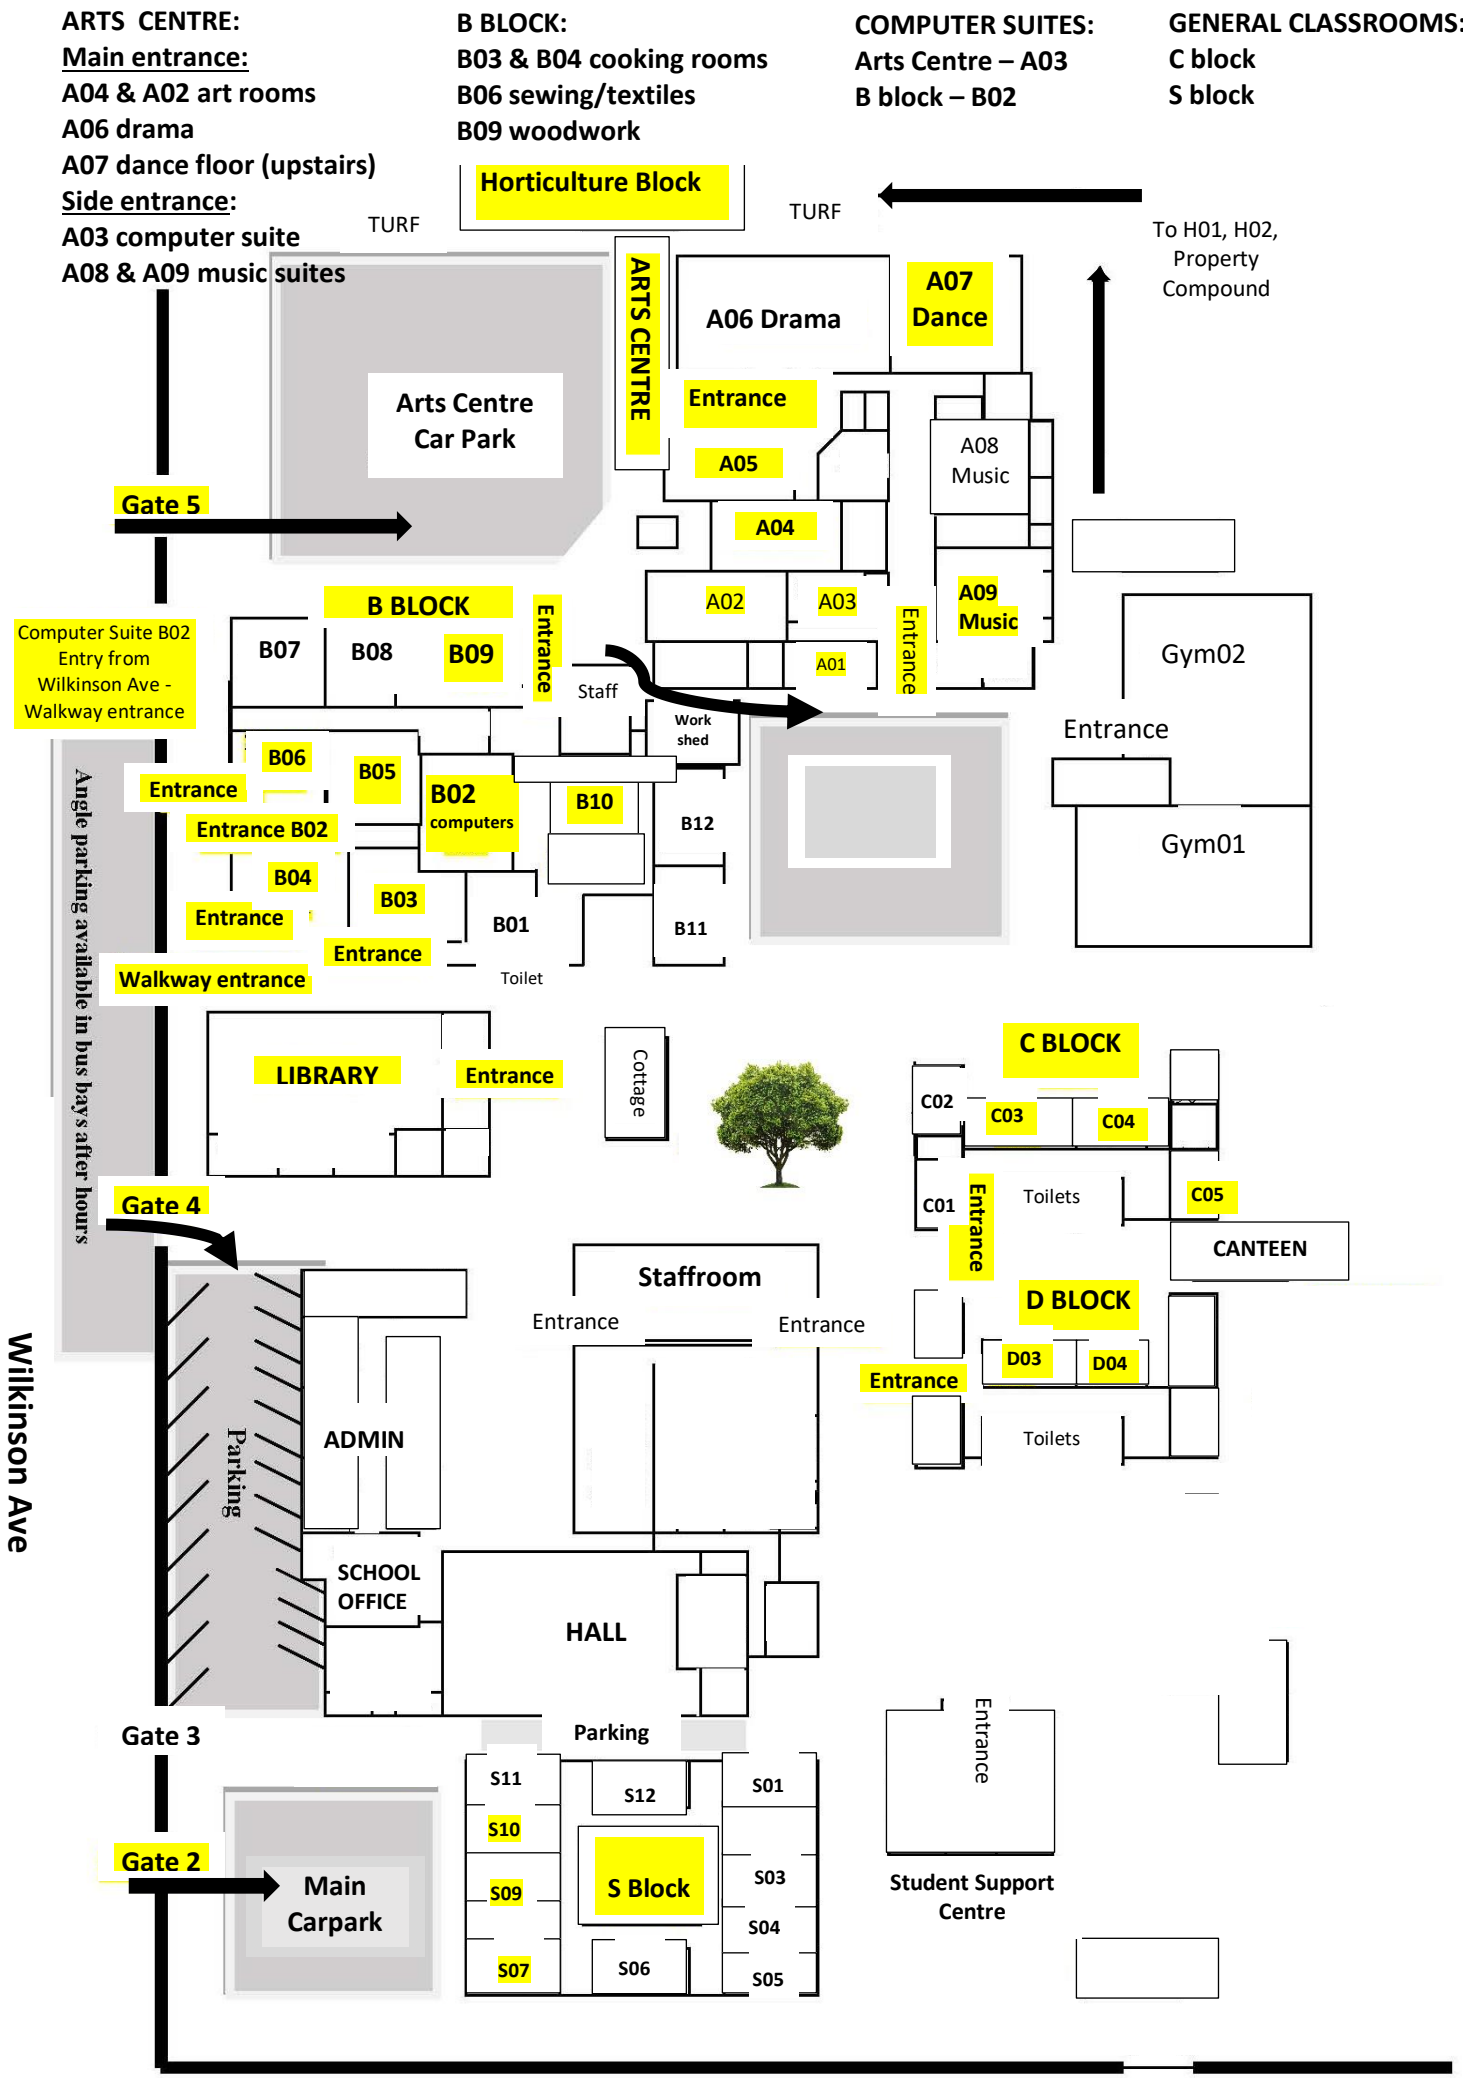 ARTS CENTRE:
Main entrance:
A04 & A02 art rooms
A06 drama
A07 dance floor (upstairs)
Side entrance:
A03 computer suite
A08 & A09 music suites
B BLOCK:
B03 & B04 cooking rooms
B06 sewing/textiles
B09 woodwork
COMPUTER SUITES:
Arts Centre – A03
B block – B02
GENERAL CLASSROOMS:
C block
S block
Horticulture Block
TURF
TURF
To H01, H02,
Property
Compound
ARTS CENTRE
A06 Drama
A07
Dance
Arts Centre
Car Park
Entrance
A05
A08
Music
Gate 5
A04
A02
A03
A09
Music
A01
Entrance
B BLOCK
Entrance
B07
B08
B09
Staff
Computer Suite B02
Entry from
Wilkinson Ave -
Walkway entrance
Work
shed
Gym02
Entrance
Gym01
B06
B05
B02
computers
B10
B12
Entrance
Entrance B02
B04
B03
B01
B11
Entrance
Entrance
Toilet
Walkway entrance
Angle parking available in bus bays after hours
LIBRARY
Entrance
Cottage
C BLOCK
C02
C03
C04
C01
Entrance
Toilets
C05
CANTEEN
Gate 4
Staffroom
Entrance
Entrance
D BLOCK
D03
D04
Entrance
Toilets
Wilkinson Ave
Parking
ADMIN
SCHOOL
OFFICE
HALL
Gate 3
Parking
Entrance
S11
S12
S01
S10
Gate 2
Main
Carpark
S09
S Block
S03
S04
Student Support
Centre
S07
S06
S05